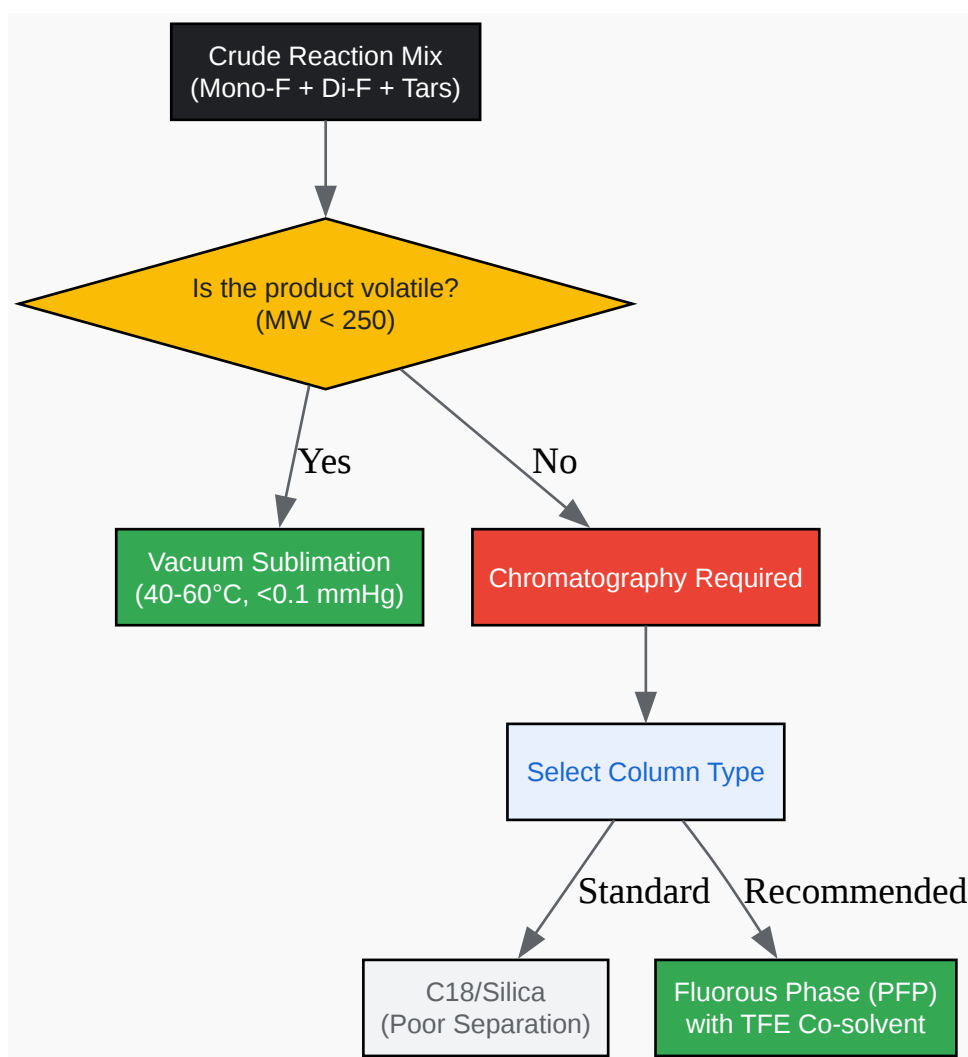 Crude Reaction Mix
(Mono-F + Di-F + Tars)
Is the product volatile?
(MW < 250)
Yes
No
Vacuum Sublimation
(40-60°C, <0.1 mmHg)
Chromatography Required
Select Column Type
Standard
Recommended
C18/Silica
(Poor Separation)
Fluorous Phase (PFP)
with TFE Co-solvent